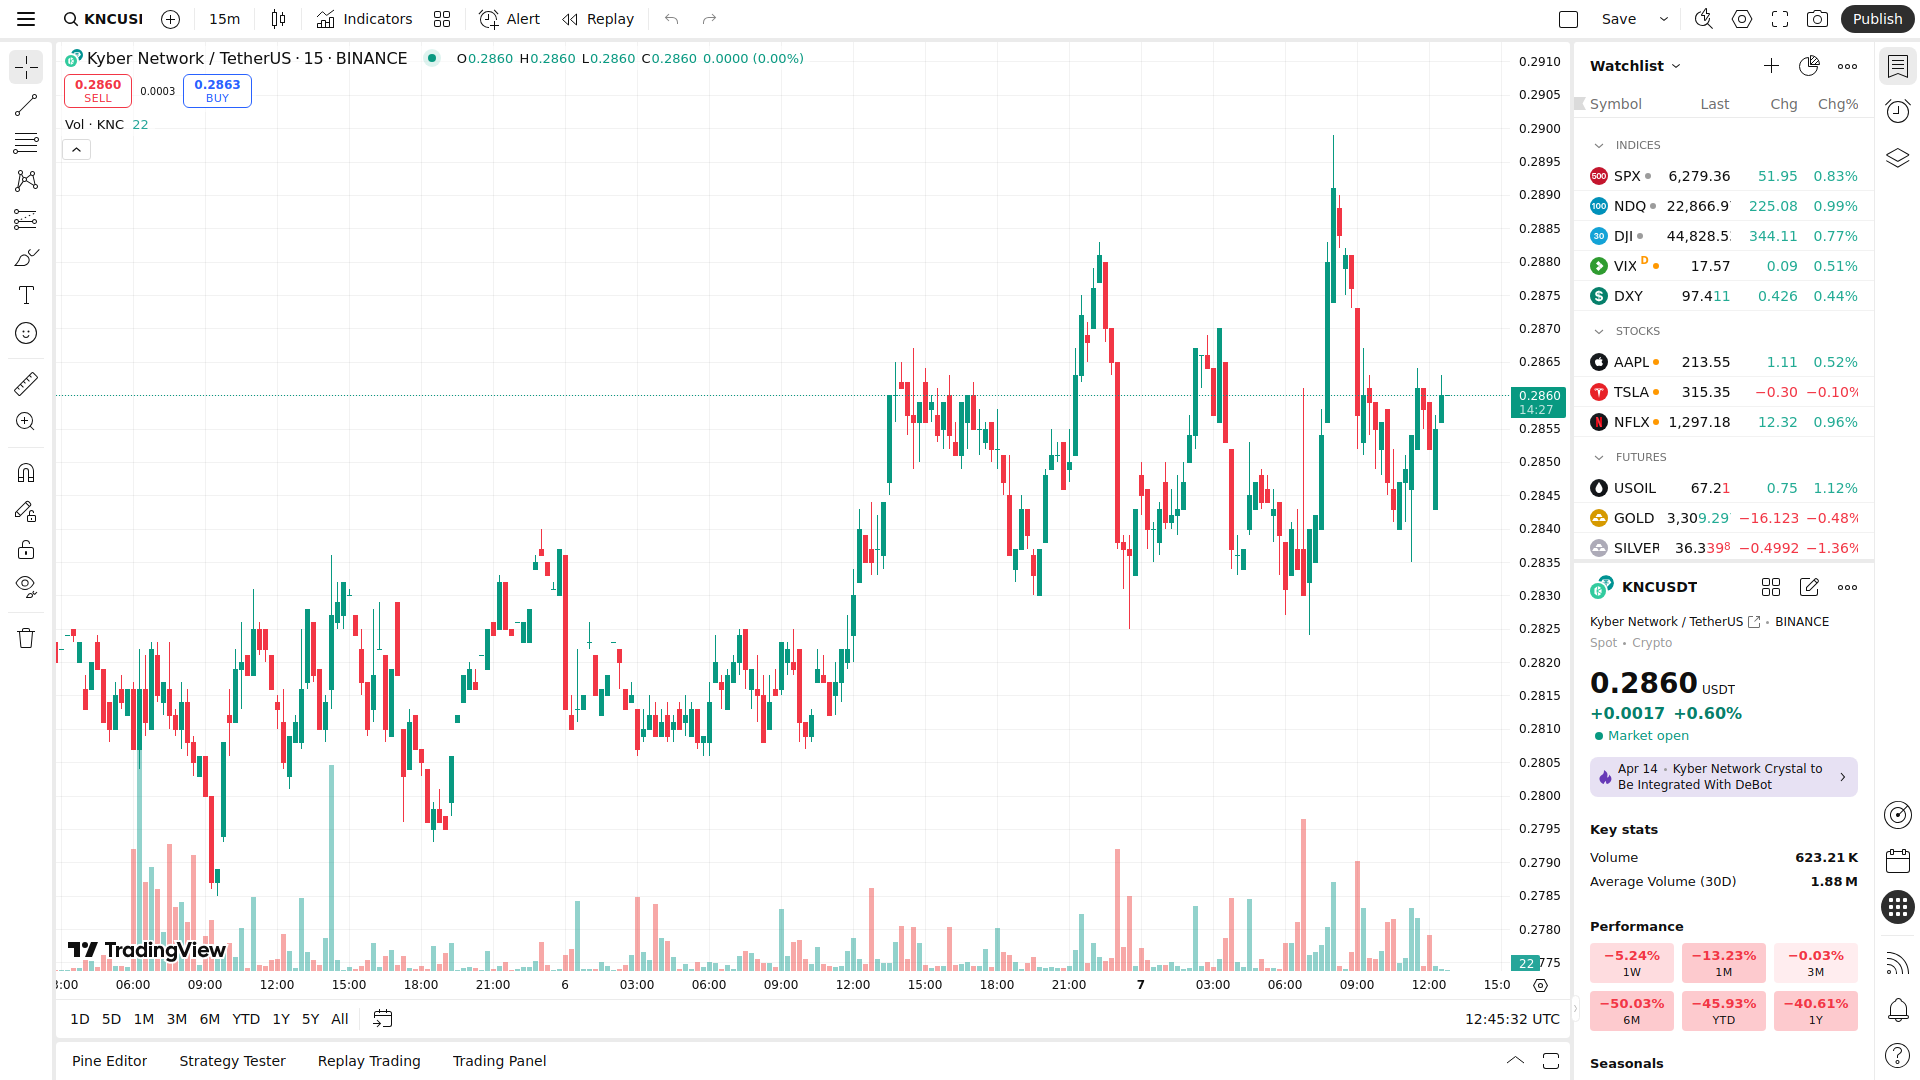 KNCUSI
15m
Indicators
Alert
Replay
Save
Publish
Kyber Network / TetherUS · 15 · BINANCE
O0.2860 H0.2860 L0.2860 C0.2860 0.0000 (0.00%)
0.2860
SELL
0.0003
0.2863
BUY
Vol · KNC 22
0.2910
0.2905
0.2900
0.2895
0.2890
0.2885
0.2880
0.2875
0.2870
0.2865
0.2860
14:27
0.2855
0.2850
0.2845
0.2840
0.2835
0.2830
0.2825
0.2820
0.2815
0.2810
0.2805
0.2800
0.2795
0.2790
0.2785
0.2780
22
775
TradingView
3:00 06:00 09:00 12:00 15:00 18:00 21:00 6 03:00 06:00 09:00 12:00 15:00 18:00 21:00 7 03:00 06:00 09:00 12:00 15:0
1D 5D 1M 3M 6M YTD 1Y 5Y All
12:45:32 UTC
Pine Editor Strategy Tester Replay Trading Trading Panel
Watchlist
Symbol Last Chg Chg%
INDICES
500 SPX 6,279.36 51.95 0.83%
100 NDQ 22,866.9 225.08 0.99%
30 DJI 44,828.5 344.11 0.77%
VIX D 17.57 0.09 0.51%
DXY 97.411 0.426 0.44%
STOCKS
AAPL 213.55 1.11 0.52%
TSLA 315.35 −0.30 −0.10%
NFLX 1,297.18 12.32 0.96%
FUTURES
USOIL 67.21 0.75 1.12%
GOLD 3,309.29 −16.123 −0.48%
SILVER 36.3398 −0.4992 −1.36%
KNCUSDT
Kyber Network / TetherUS • BINANCE
Spot • Crypto
0.2860 USDT
+0.0017 +0.60%
Market open
Apr 14 • Kyber Network Crystal to
Be Integrated With DeBot
Key stats
Volume 623.21 K
Average Volume (30D) 1.88 M
Performance
−5.24% −13.23% −0.03%
1W 1M 3M
−50.03% −45.93% −40.61%
6M YTD 1Y
Seasonals